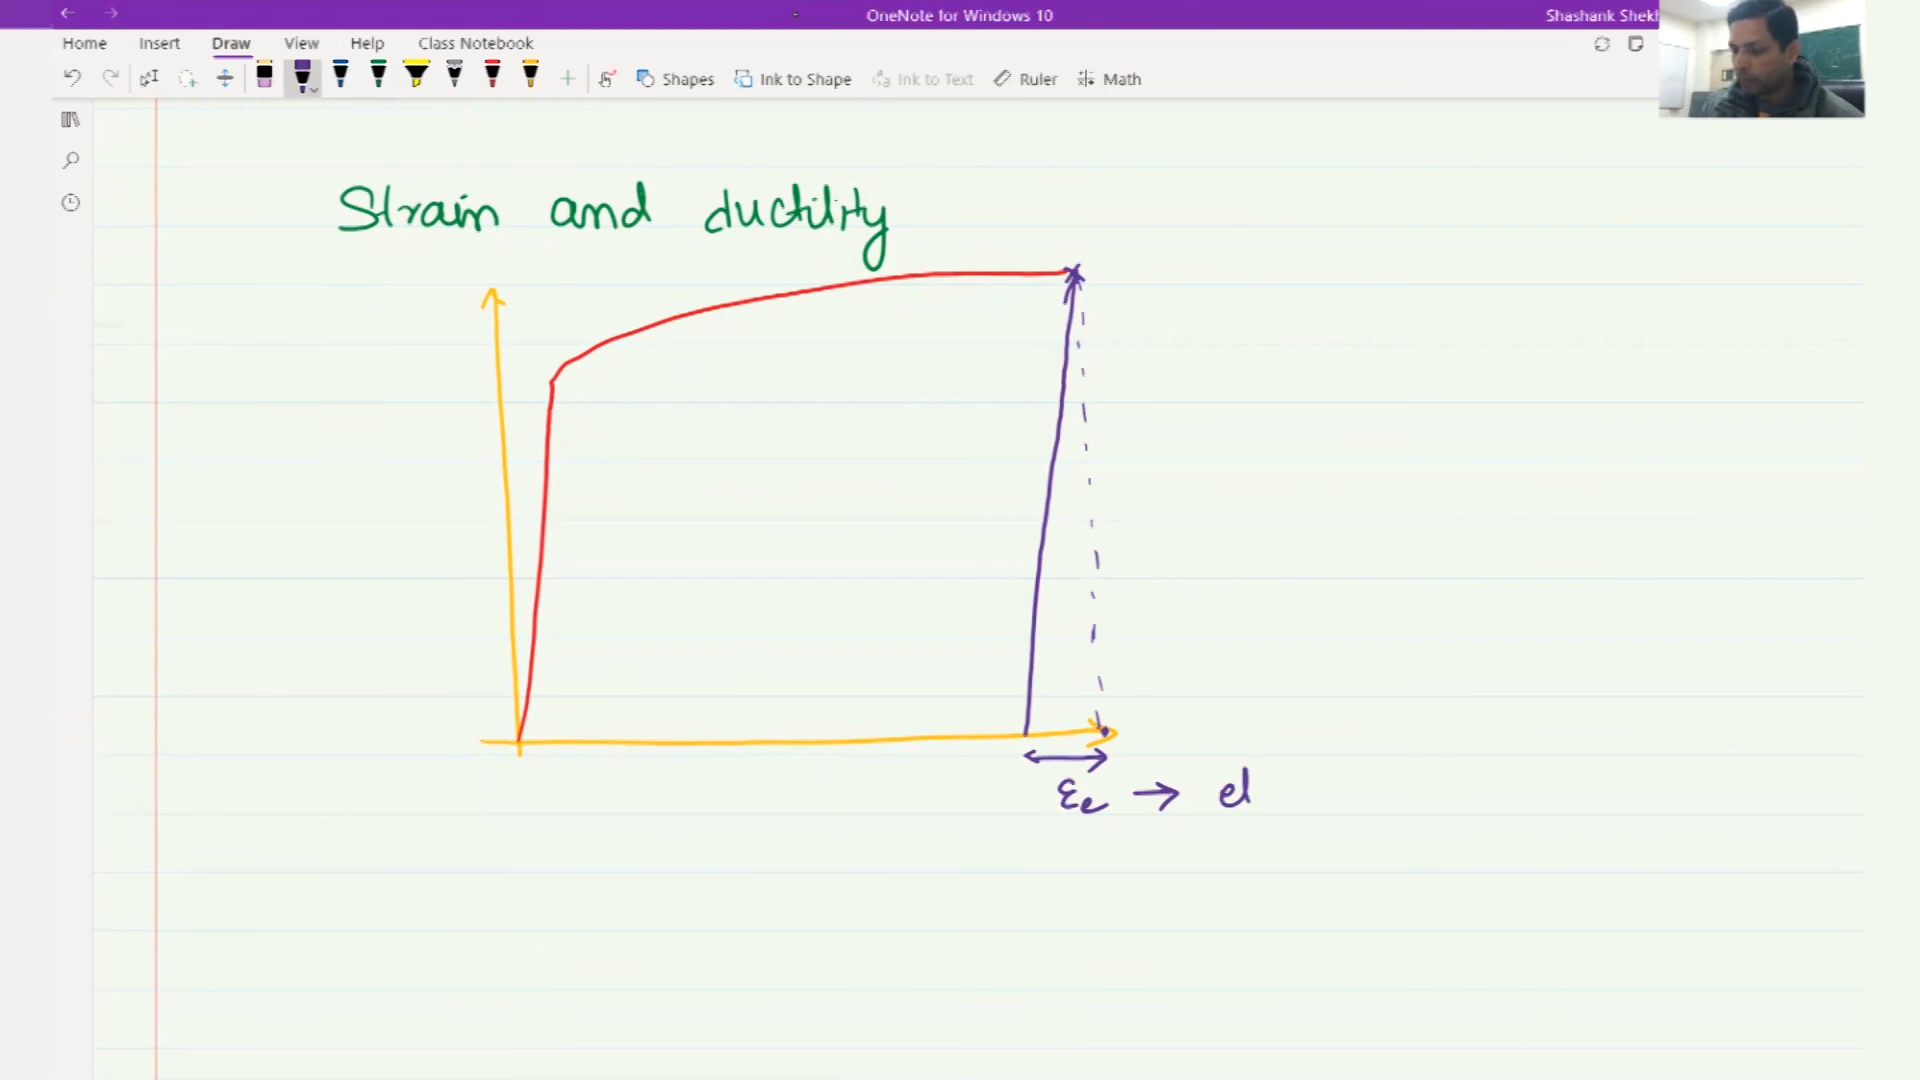 OneNote for Windows 10
Shashank Shekh
Home Insert Draw View Help Class Notebook
Shapes Ink to Shape Ink to Text Ruler Math
Strain and ductility
εe → el